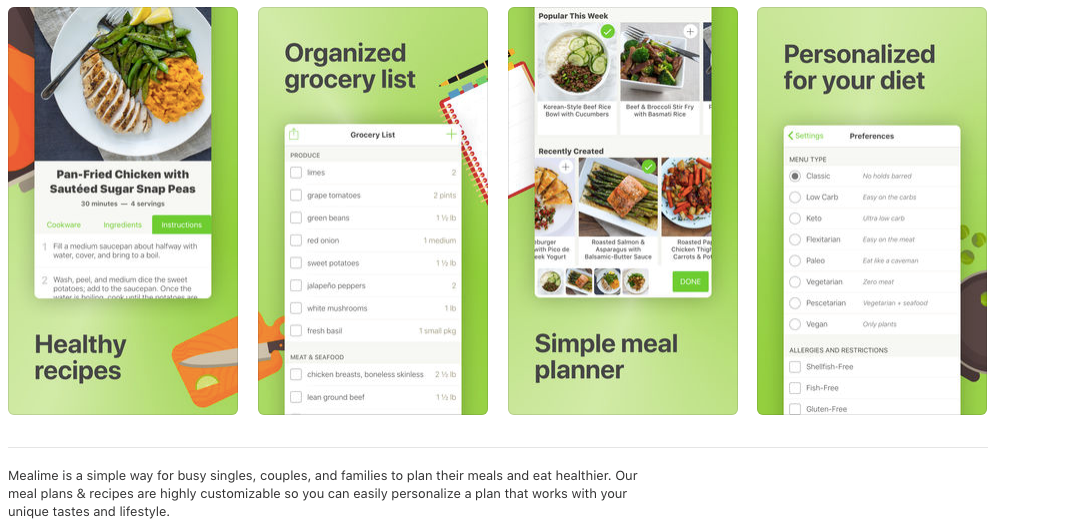 Pan-Fried Chicken with
Sautéed Sugar Snap Peas
30 minutes — 4 servings
Cookware Ingredients Instructions
1 Fill a medium saucepan about halfway with
water, cover, and bring to a boil.
2 Wash, peel, and medium dice the sweet
potatoes; add to the saucepan. Once the
water is boiling, cook until the potatoes are
Healthy
recipes
Organized
grocery list
Grocery List
PRODUCE
limes 2
grape tomatoes 2 pints
green beans 1 ½ lb
red onion 1 medium
sweet potatoes 1 ½ lb
jalapeño peppers 2
white mushrooms 1 lb
fresh basil 1 small pkg
MEAT & SEAFOOD
chicken breasts, boneless skinless 2 ½ lb
lean ground beef 1 ½ lb
Popular This Week
Korean-Style Beef Rice
Bowl with Cucumbers
Beef & Broccoli Stir Fry
with Basmati Rice
Recently Created
burger
with Pico de
eek Yogurt
Roasted Salmon &
Asparagus with
Balsamic-Butter Sauce
Roasted Pap
Chicken Thigh
Carrots & Pot
DONE
Simple meal
planner
Personalized
for your diet
Settings Preferences
MENU TYPE
Classic No holds barred
Low Carb Easy on the carbs
Keto Ultra low carb
Flexitarian Easy on the meat
Paleo Eat like a caveman
Vegetarian Zero meat
Pescetarian Vegetarian + seafood
Vegan Only plants
ALLERGIES AND RESTRICTIONS
Shellfish-Free
Fish-Free
Gluten-Free
Mealime is a simple way for busy singles, couples, and families to plan their meals and eat healthier. Our
meal plans & recipes are highly customizable so you can easily personalize a plan that works with your
unique tastes and lifestyle.